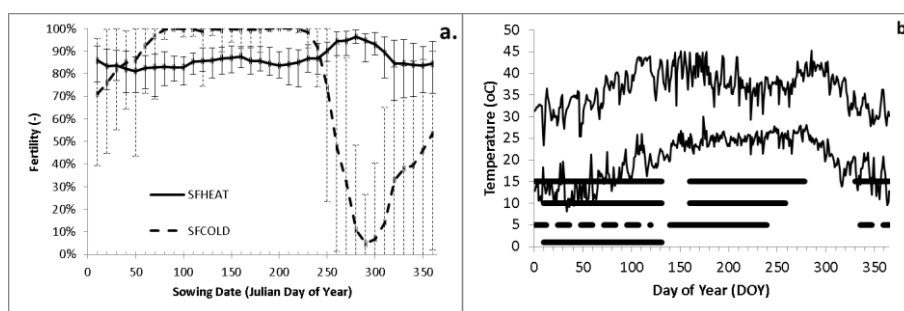 a.
100%
90%
80%
70%
60%
50%
40%
30%
20%
10%
0%
Fertility (-)
SFHEAT
SFCOLD
0 50 100 150 200 250 300 350
Sowing Date (Julian Day of Year)
b
50
45
40
35
30
25
20
15
10
5
0
Temperature (oC)
0 50 100 150 200 250 300 350
Day of Year (DOY)